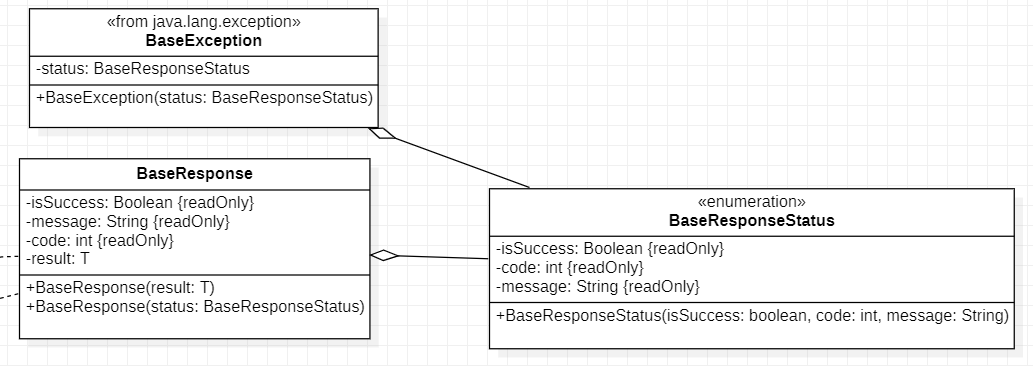 «from java.lang.exception»
BaseException
-status: BaseResponseStatus
+BaseException(status: BaseResponseStatus)
BaseResponse
-isSuccess: Boolean {readOnly}
-message: String {readOnly}
-code: int {readOnly}
-result: T
+BaseResponse(result: T)
+BaseResponse(status: BaseResponseStatus)
«enumeration»
BaseResponseStatus
-isSuccess: Boolean {readOnly}
-code: int {readOnly}
-message: String {readOnly}
+BaseResponseStatus(isSuccess: boolean, code: int, message: String)